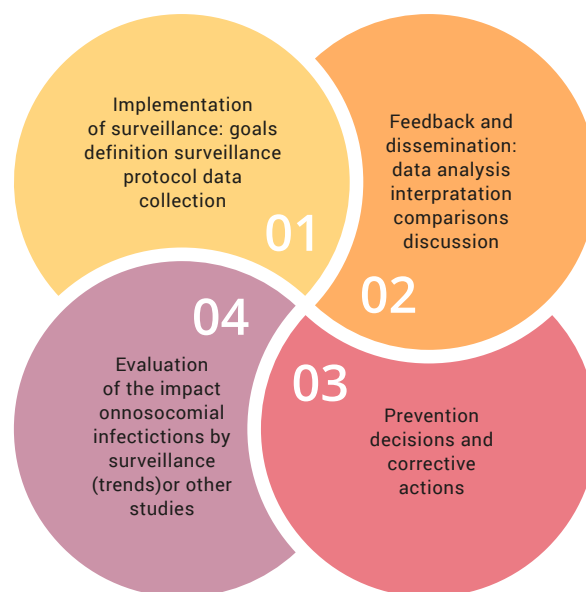 Implementation
of surveillance: goals
definition surveillance
protocol data
collection
01
Feedback and
dissemination:
data analysis
interpratation
comparisons
discussion
02
03
Prevention
decisions and
corrective
actions
04
Evaluation
of the impact
onnosocomial
infectictions by
surveillance
(trends)or other
studies